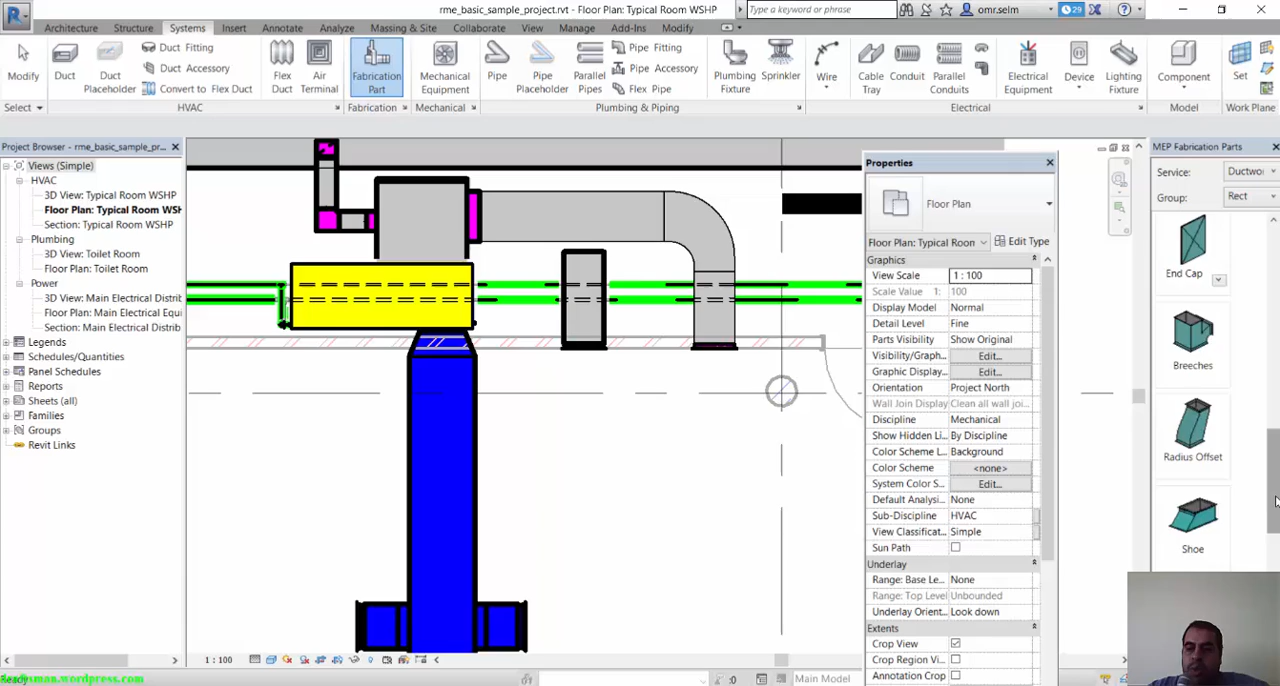 rme_basic_sample_project.rvt - Floor Plan: Typical Room WSHP
Type a keyword or phrase
omr.selm
29
Architecture Structure Systems Insert Annotate Analyze Massing & Site Collaborate View Manage Add-Ins Modify
Modify
Duct
Duct Placeholder
Duct Fitting
Duct Accessory
Convert to Flex Duct
Flex Duct
Air Terminal
Fabrication Part
Mechanical Equipment
Pipe
Pipe Placeholder
Parallel Pipes
Pipe Fitting
Pipe Accessory
Flex Pipe
Plumbing Fixture
Sprinkler
Wire
Cable Tray
Conduit
Parallel Conduits
Electrical Equipment
Device
Lighting Fixture
Component
Set
Select HVAC Fabrication Mechanical Plumbing & Piping Electrical Model Work Plane
Project Browser - rme_basic_sample_pr...
Views (Simple)
HVAC
3D View: Typical Room WSHP
Floor Plan: Typical Room WSH
Section: Typical Room WSHP
Plumbing
3D View: Toilet Room
Floor Plan: Toilet Room
Power
3D View: Main Electrical Distrib
Floor Plan: Main Electrical Equi
Section: Main Electrical Distrib
Legends
Schedules/Quantities
Panel Schedules
Reports
Sheets (all)
Families
Groups
Revit Links
Properties
Floor Plan
Floor Plan: Typical Roon
Edit Type
Graphics
View Scale 1 : 100
Scale Value 1: 100
Display Model Normal
Detail Level Fine
Parts Visibility Show Original
Visibility/Graph... Edit...
Graphic Display... Edit...
Orientation Project North
Wall Join Display Clean all wall joi...
Discipline Mechanical
Show Hidden Li... By Discipline
Color Scheme L... Background
Color Scheme <none>
System Color S... Edit...
Default Analysi... None
Sub-Discipline HVAC
View Classificat... Simple
Sun Path
Underlay
Range: Base Le... None
Range: Top Level Unbounded
Underlay Orient... Look down
Extents
Crop View
Crop Region Vi...
Annotation Crop
MEP Fabrication Parts
Service: Ductwo
Group: Rect
End Cap
Breeches
Radius Offset
Shoe
1 : 100
:0
Main Model
Ready
draftsman.wordpress.com